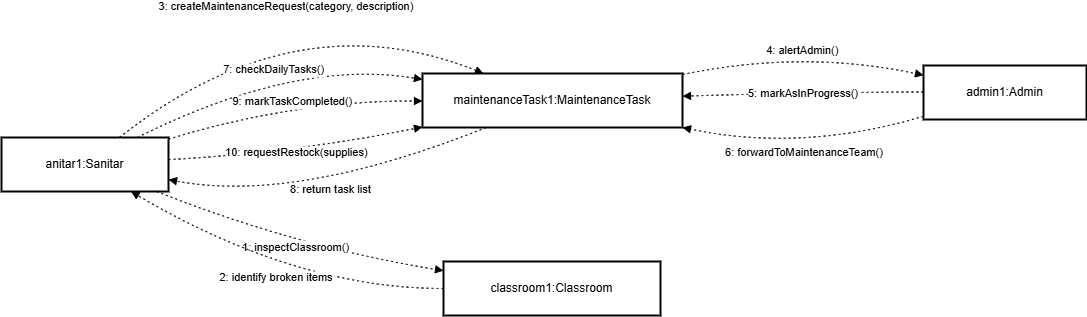 3: createMaintenanceRequest(category, description)
4: alertAdmin()
7: checkDailyTasks()
5: markAsInProgress()
admin1:Admin
9: markTaskCompleted()
maintenanceTask1:MaintenanceTask
10: requestRestock(supplies)
6: forwardToMaintenanceTeam()
anitar1:Sanitar
8: return task list
1: inspectClassroom()
2: identify broken items
classroom1:Classroom